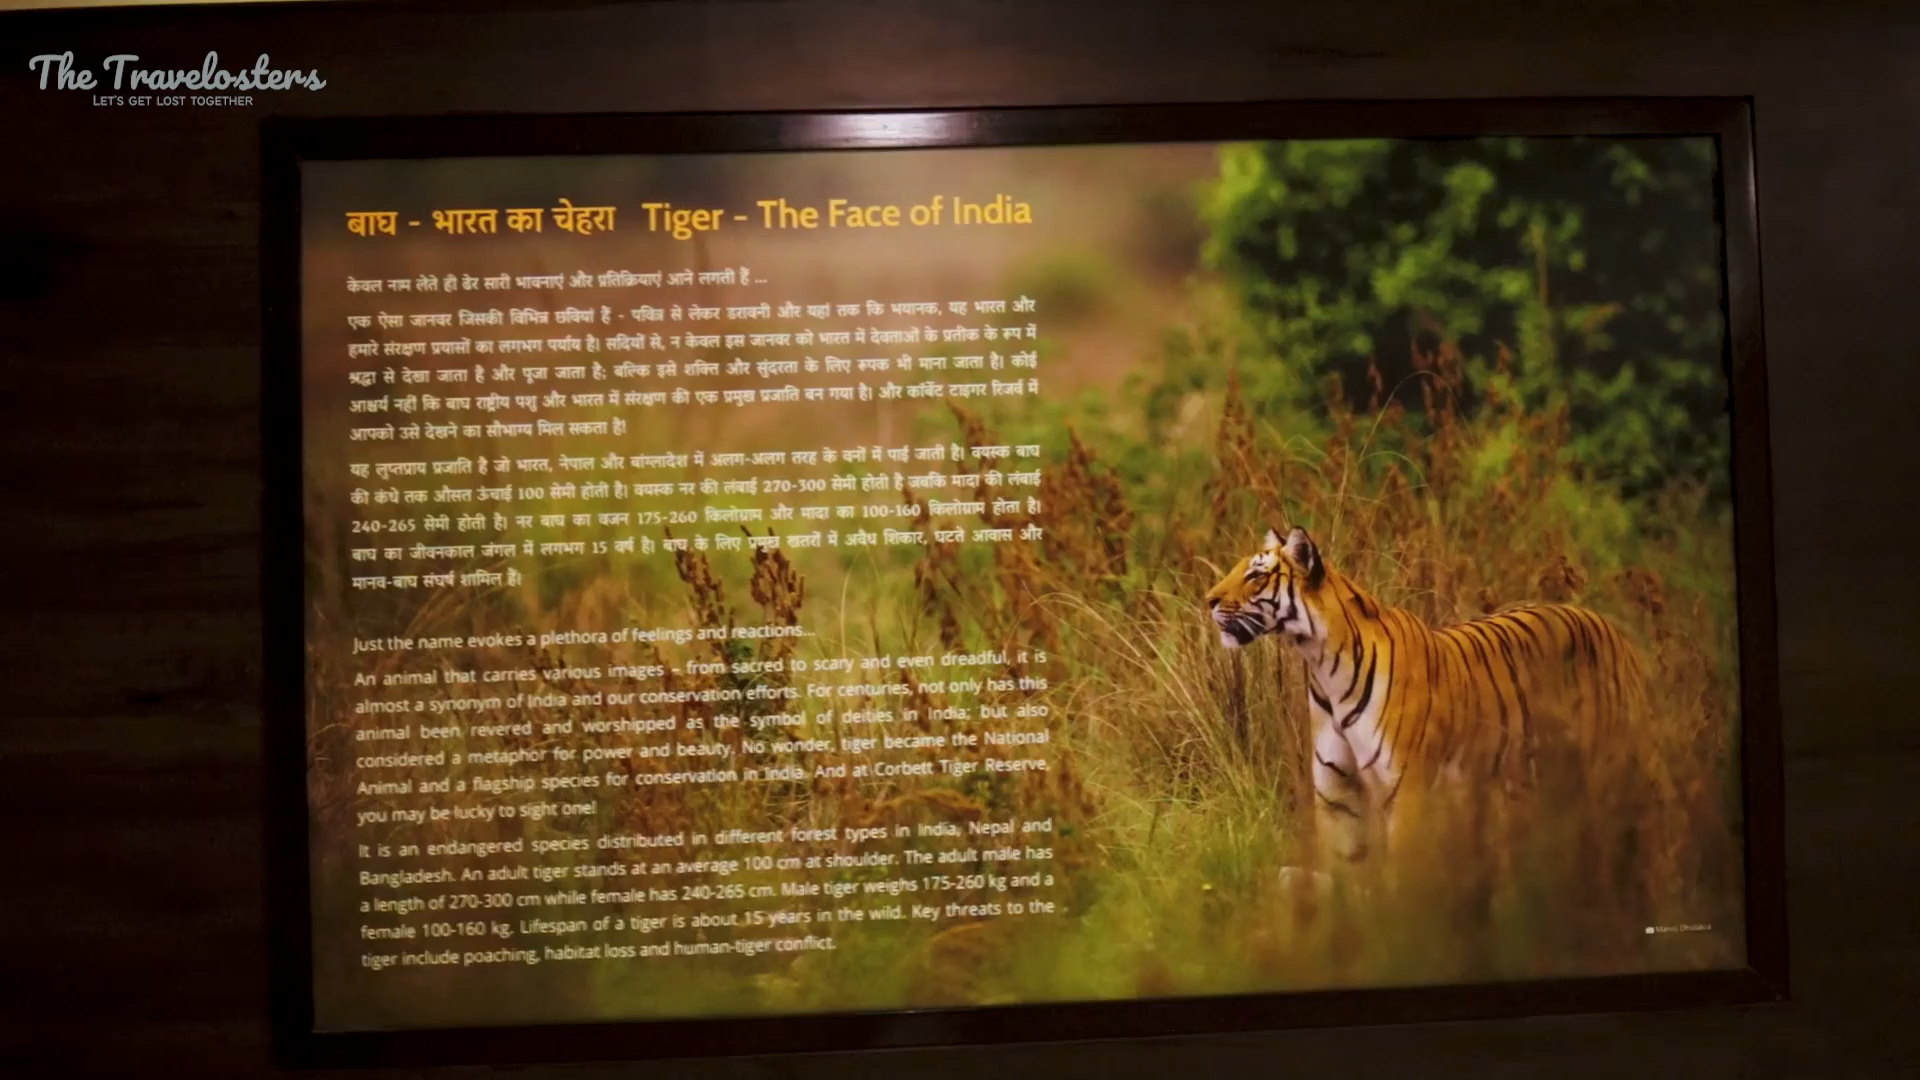 The Travelosters
LET'S GET LOST TOGETHER
बाघ - भारत का चेहरा Tiger - The Face of India
केवल नाम लेते ही ढेर सारी भावनाएं और प्रतिक्रियाएं आने लगती हैं ...
एक ऐसा जानवर जिसकी विभिन्न छवियां हैं - पवित्र से लेकर डरावनी और यहां तक कि भयानक, यह भारत और
हमारे संरक्षण प्रयासों का लगभग पर्याय है। सदियों से, न केवल इस जानवर को भारत में देवताओं के प्रतीक के रूप में
श्रद्धा से देखा जाता है और पूजा जाता है; बल्कि इसे शक्ति और सुंदरता के लिए रूपक भी माना जाता है। कोई
आश्चर्य नहीं कि बाघ राष्ट्रीय पशु और भारत में संरक्षण की एक प्रमुख प्रजाति बन गया है। और कॉर्बेट टाइगर रिजर्व में
आपको उसे देखने का सौभाग्य मिल सकता है!
यह लुप्तप्राय प्रजाति है जो भारत, नेपाल और बांग्लादेश में अलग-अलग तरह के वनों में पाई जाती है। वयस्क बाघ
की कंधे तक औसत ऊंचाई 100 सेमी होती है। वयस्क नर की लंबाई 270-300 सेमी होती है जबकि मादा की लंबाई
240-265 सेमी होती है। नर बाघ का वजन 175-260 किलोग्राम और मादा का 100-160 किलोग्राम होता है।
बाघ का जीवनकाल जंगल में लगभग 15 वर्ष है। बाघ के लिए प्रमुख खतरों में अवैध शिकार, घटते आवास और
मानव-बाघ संघर्ष शामिल हैं।
Just the name evokes a plethora of feelings and reactions...
An animal that carries various images – from sacred to scary and even dreadful, it is
almost a synonym of India and our conservation efforts. For centuries, not only has this
animal been revered and worshipped as the symbol of deities in India; but also
considered a metaphor for power and beauty. No wonder, tiger became the National
Animal and a flagship species for conservation in India. And at Corbett Tiger Reserve,
you may be lucky to sight one!
It is an endangered species distributed in different forest types in India, Nepal and
Bangladesh. An adult tiger stands at an average 100 cm at shoulder. The adult male has
a length of 270-300 cm while female has 240-265 cm. Male tiger weighs 175-260 kg and a
female 100-160 kg. Lifespan of a tiger is about 15 years in the wild. Key threats to the
tiger include poaching, habitat loss and human-tiger conflict.